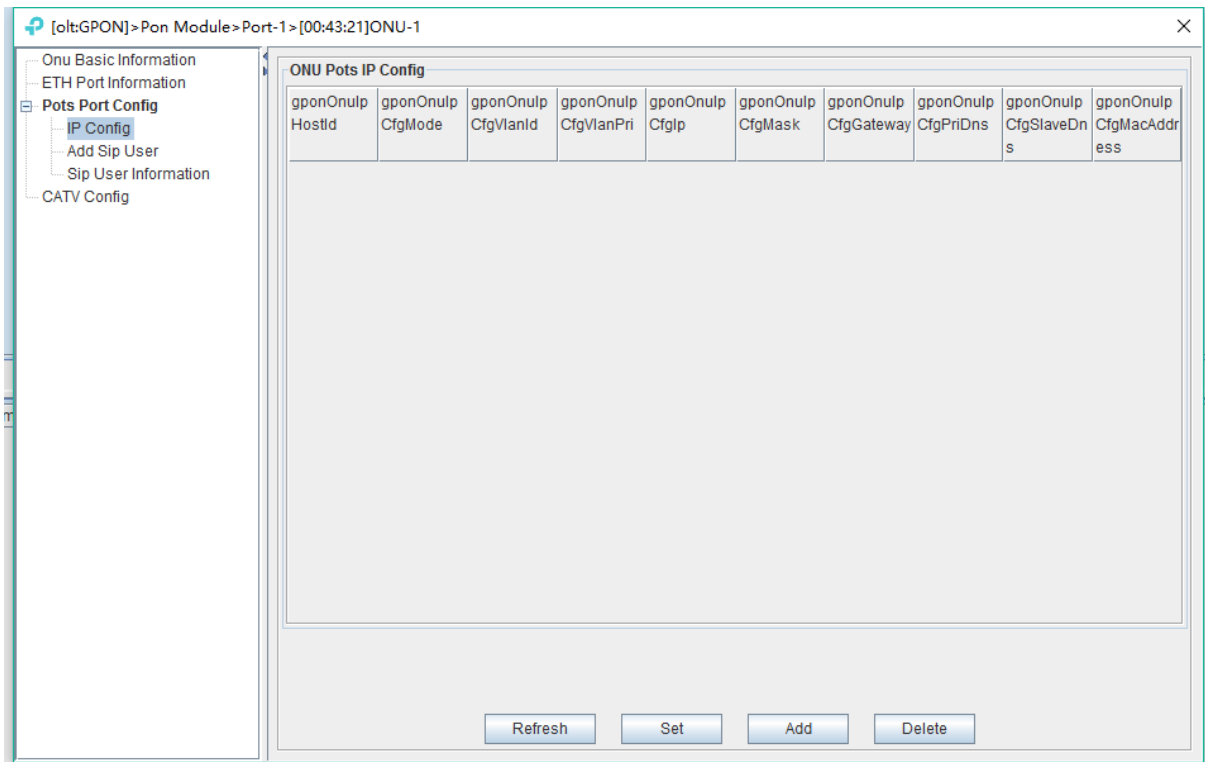 [olt:GPON]>Pon Module>Port-1>[00:43:21]ONU-1
Onu Basic Information
ETH Port Information
Pots Port Config
IP Config
Add Sip User
Sip User Information
CATV Config
ONU Pots IP Config
gponOnuIp gponOnuIp gponOnuIp gponOnuIp gponOnuIp gponOnuIp gponOnuIp gponOnuIp gponOnuIp gponOnuIp
HostId CfgMode CfgVlanId CfgVlanPri CfgIp CfgMask CfgGateway CfgPriDns CfgSlaveDn CfgMacAddr
s ess
Refresh Set Add Delete